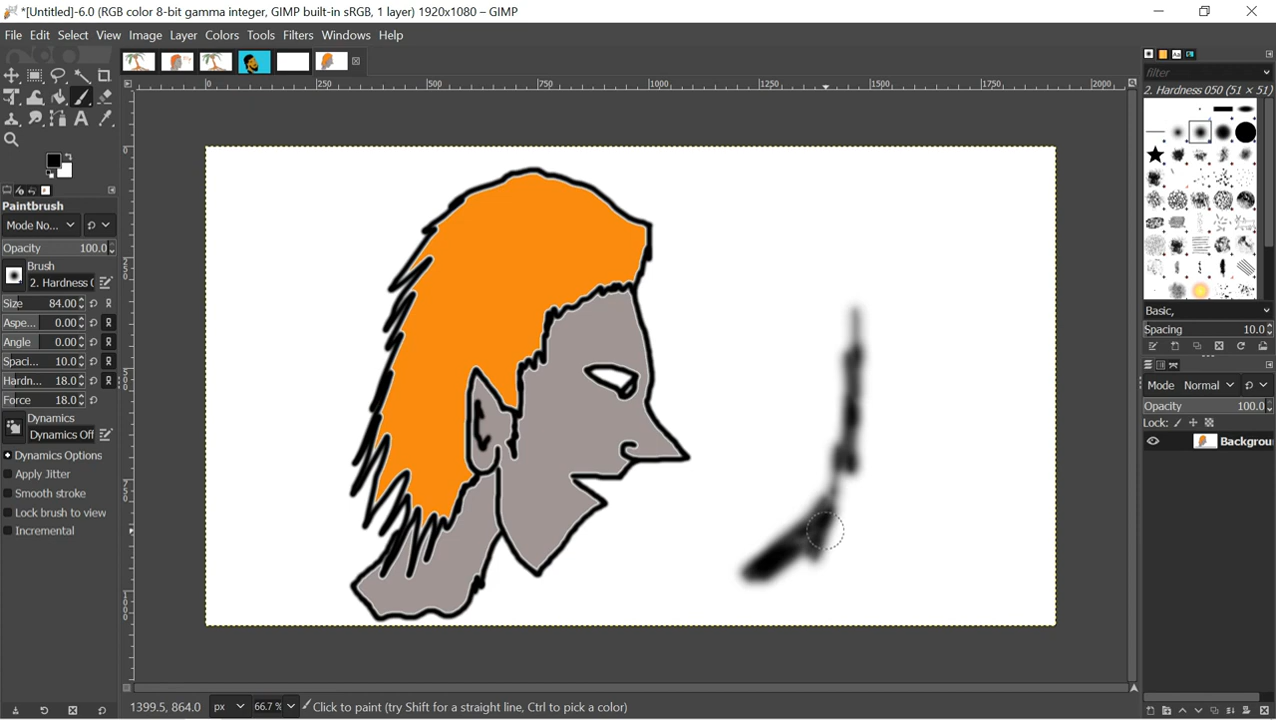 *[Untitled]-6.0 (RGB color 8-bit gamma integer, GIMP built-in sRGB, 1 layer) 1920x1080 – GIMP
File Edit Select View Image Layer Colors Tools Filters Windows Help
0 250 500 750 1000 1250 1500 1750 2000
filter
2. Hardness 050 (51 × 51)
Paintbrush
Mode No...
Opacity 100.0
Brush
2. Hardness 0
Size 84.00
Aspe... 0.00
Angle 0.00
Spaci... 10.0
Hardn... 18.0
Force 18.0
Dynamics
Dynamics Off
Dynamics Options
Apply Jitter
Smooth stroke
Lock brush to view
Incremental
0
250
500
750
1000
Basic,
Spacing 10.0
Mode Normal
Opacity 100.0
Lock:
Backgrou
1399.5, 864.0 px 66.7 % Click to paint (try Shift for a straight line, Ctrl to pick a color)